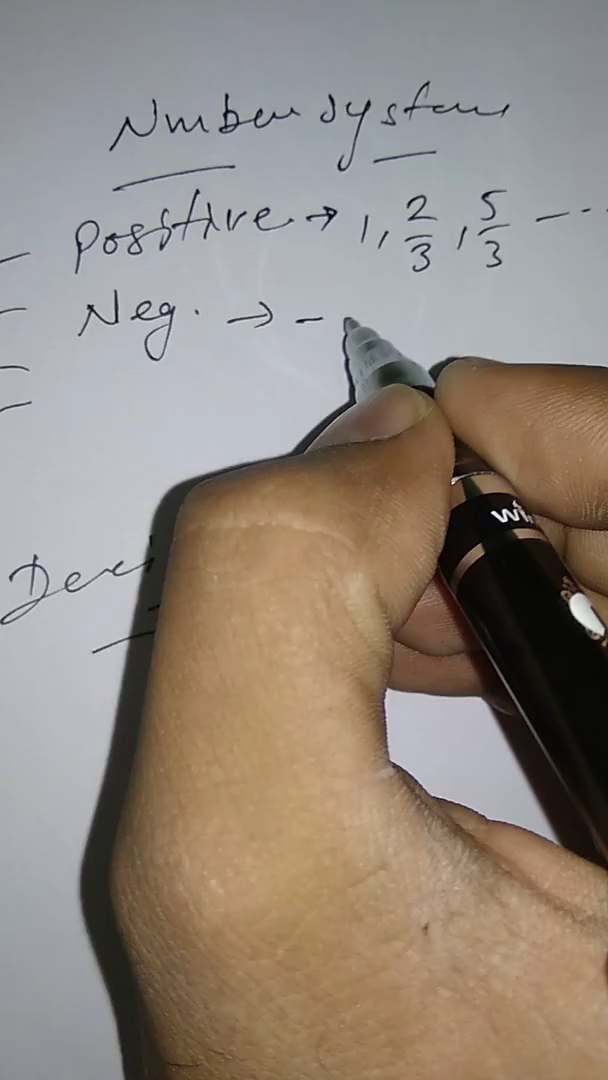 Number system
Positive → 1, 2/3, 5/3 ---
Neg. → -